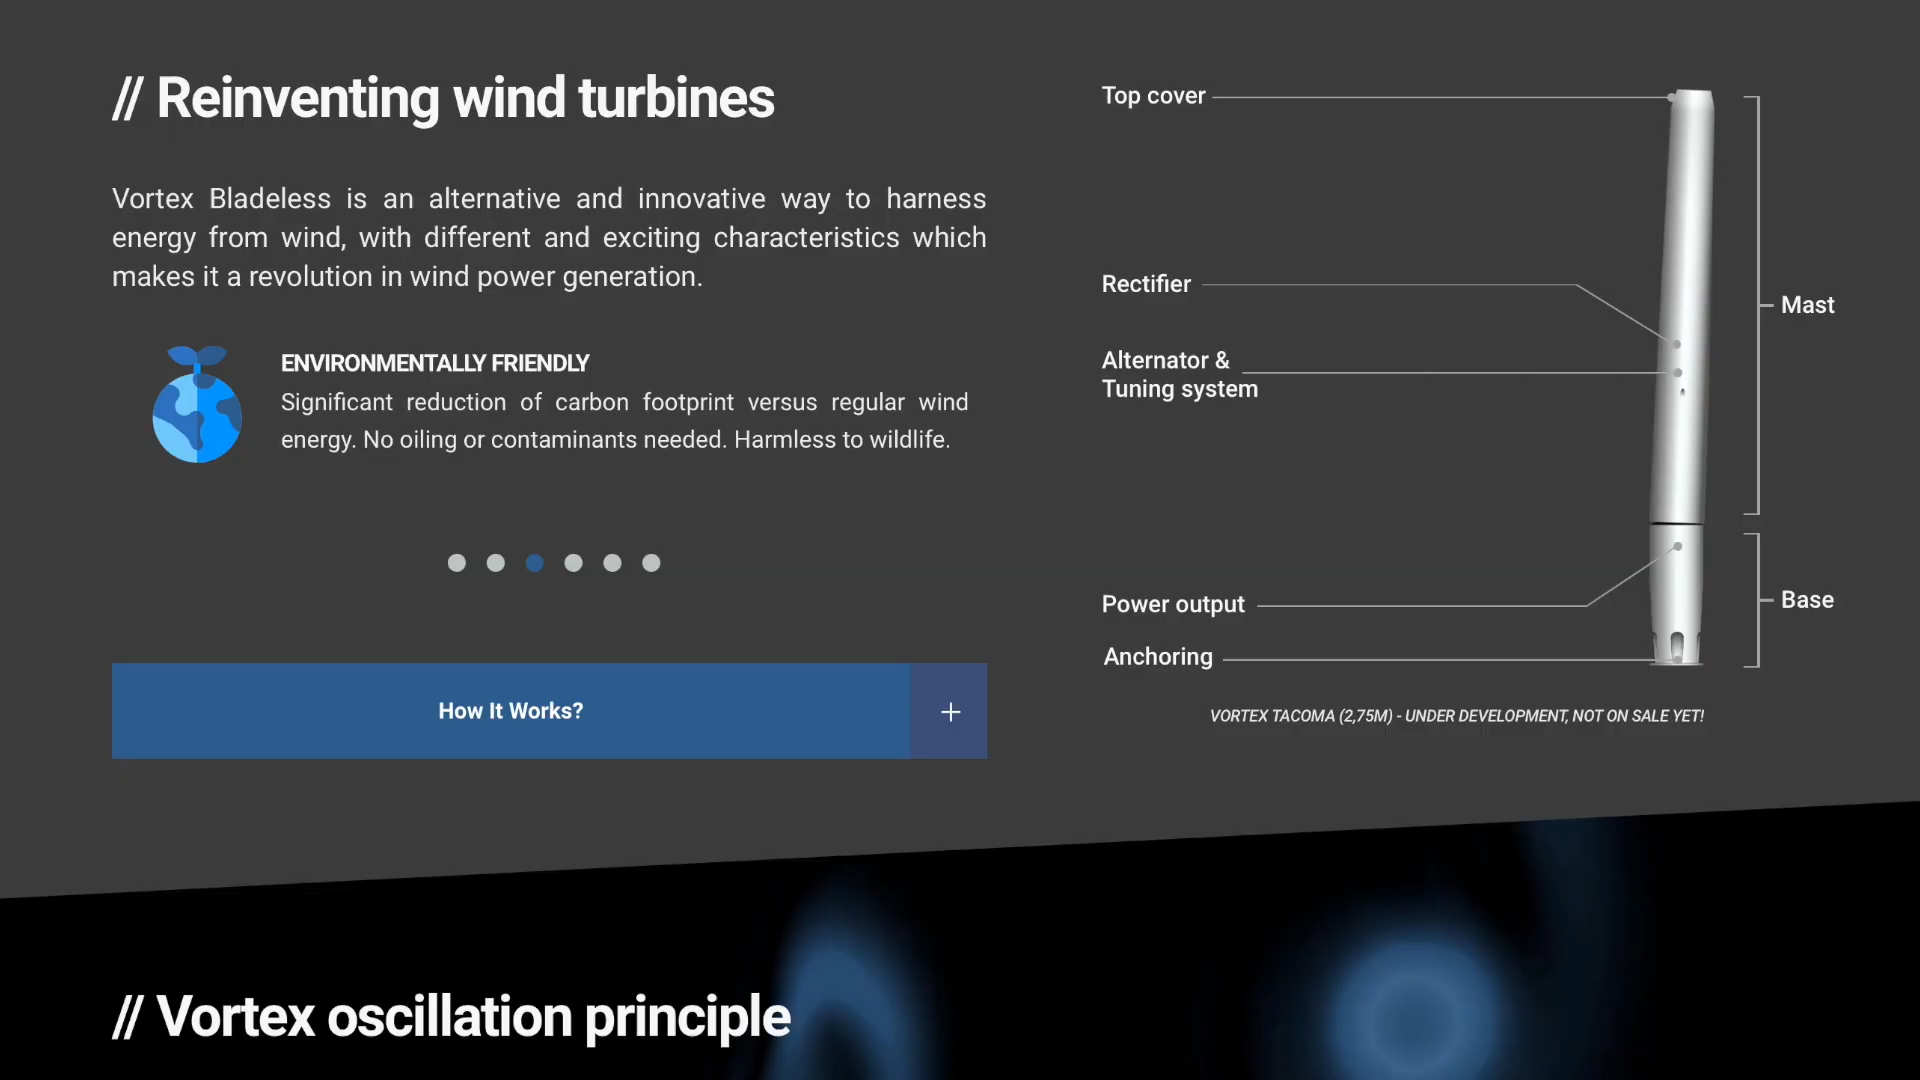 // Reinventing wind turbines
Vortex Bladeless is an alternative and innovative way to harness
energy from wind, with different and exciting characteristics which
makes it a revolution in wind power generation.
ENVIRONMENTALLY FRIENDLY
Significant reduction of carbon footprint versus regular wind
energy. No oiling or contaminants needed. Harmless to wildlife.
How It Works?
+
Top cover
Rectifier
Mast
Alternator &
Tuning system
Power output
Base
Anchoring
VORTEX TACOMA (2,75M) - UNDER DEVELOPMENT, NOT ON SALE YET!
// Vortex oscillation principle